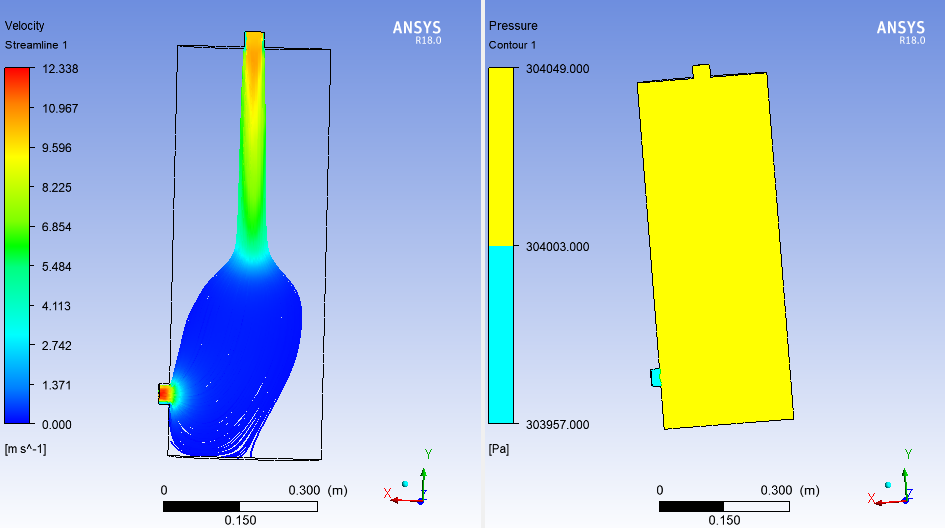 Velocity
Streamline 1
ANSYS
R18.0
12.338
10.967
9.596
8.225
6.854
5.484
4.113
2.742
1.371
0.000
[m s^-1]
0
0.300 (m)
0.150
Y
X
Z
Pressure
Contour 1
ANSYS
R18.0
304049.000
304003.000
303957.000
[Pa]
0
0.300 (m)
0.150
Y
X
Z